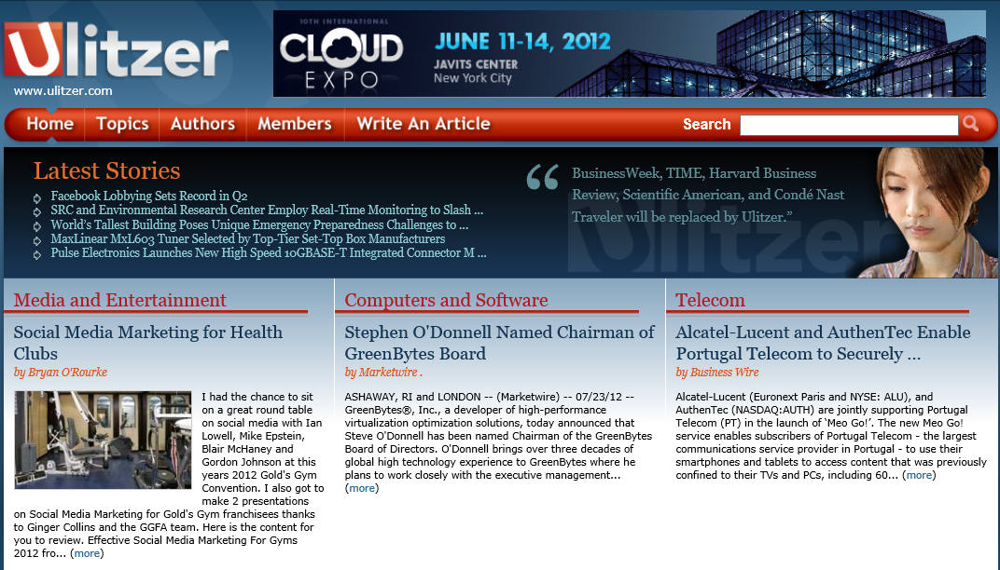 Ulitzer
www.ulitzer.com
10TH INTERNATIONAL
CLOUD
EXPO
JUNE 11-14, 2012
JAVITS CENTER
New York City
Home
Topics
Authors
Members
Write An Article
Search
Latest Stories
Facebook Lobbying Sets Record in Q2
SRC and Environmental Research Center Employ Real-Time Monitoring to Slash ...
World's Tallest Building Poses Unique Emergency Preparedness Challenges to ...
MaxLinear MxL603 Tuner Selected by Top-Tier Set-Top Box Manufacturers
Pulse Electronics Launches New High Speed 10GBASE-T Integrated Connector M ...
“ BusinessWeek, TIME, Harvard Business
Review, Scientific American, and Condé Nast
Traveler will be replaced by Ulitzer.”
Ulitzer
Media and Entertainment
Social Media Marketing for Health
Clubs
by Bryan O'Rourke
I had the chance to sit
on a great round table
on social media with Ian
Lowell, Mike Epstein,
Blair McHaney and
Gordon Johnson at this
years 2012 Gold's Gym
Convention. I also got to
make 2 presentations
on Social Media Marketing for Gold's Gym franchisees thanks
to Ginger Collins and the GGFA team. Here is the content for
you to review. Effective Social Media Marketing For Gyms
2012 fro... (more)
Computers and Software
Stephen O'Donnell Named Chairman of
GreenBytes Board
by Marketwire .
ASHAWAY, RI and LONDON -- (Marketwire) -- 07/23/12 --
GreenBytes®, Inc., a developer of high-performance
virtualization optimization solutions, today announced that
Steve O'Donnell has been named Chairman of the GreenBytes
Board of Directors. O'Donnell brings over three decades of
global high technology experience to GreenBytes where he
plans to work closely with the executive management...
(more)
Telecom
Alcatel-Lucent and AuthenTec Enable
Portugal Telecom to Securely ...
by Business Wire
Alcatel-Lucent (Euronext Paris and NYSE: ALU), and
AuthenTec (NASDAQ:AUTH) are jointly supporting Portugal
Telecom (PT) in the launch of ‘Meo Go!’. The new Meo Go!
service enables subscribers of Portugal Telecom - the largest
communications service provider in Portugal - to use their
smartphones and tablets to access content that was previously
confined to their TVs and PCs, including 60... (more)